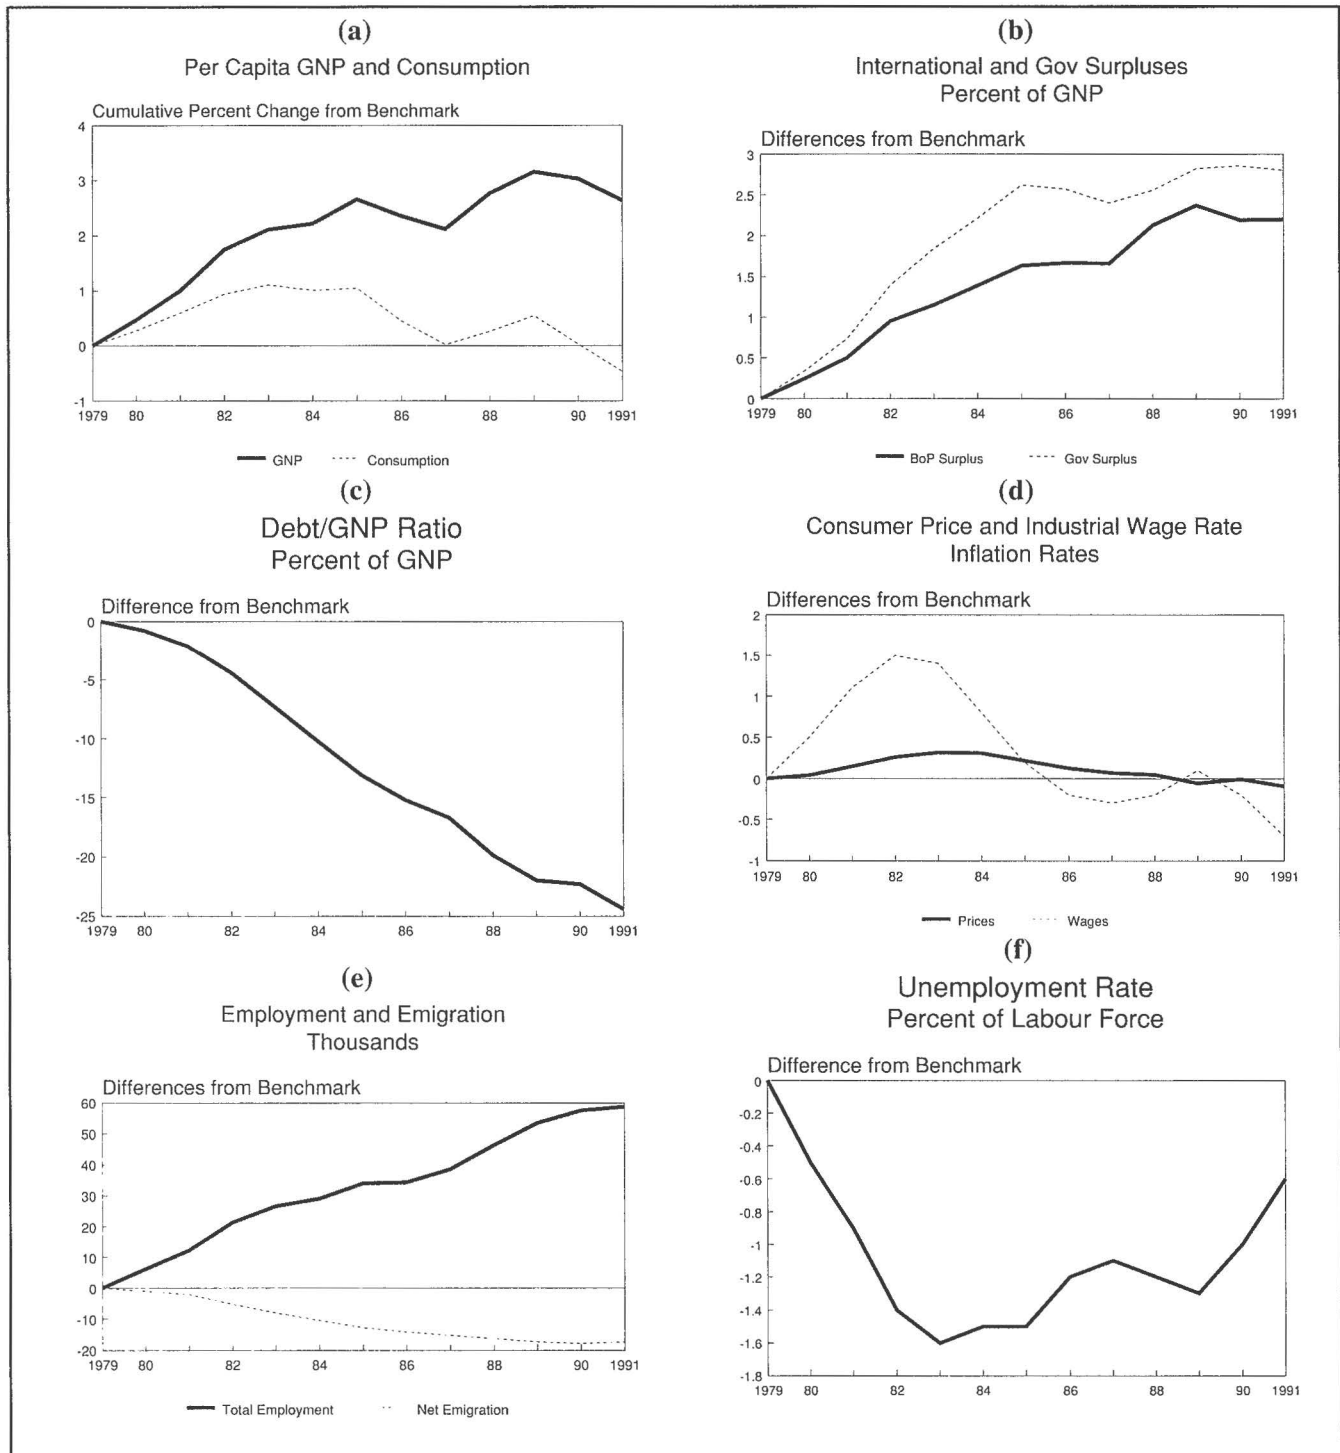 (a)
Per Capita GNP and Consumption
Cumulative Percent Change from Benchmark
4
3
2
1
0
-1
1979 80 82 84 86 88 90 1991
GNP Consumption
(b)
International and Gov Surpluses
Percent of GNP
Differences from Benchmark
3
2.5
2
1.5
1
0.5
0
1979 80 82 84 86 88 90 1991
BoP Surplus Gov Surplus
(c)
Debt/GNP Ratio
Percent of GNP
Difference from Benchmark
0
-5
-10
-15
-20
-25
1979 80 82 84 86 88 90 1991
(d)
Consumer Price and Industrial Wage Rate
Inflation Rates
Differences from Benchmark
2
1.5
1
0.5
0
-0.5
-1
1979 80 82 84 86 88 90 1991
Prices Wages
(e)
Employment and Emigration
Thousands
Differences from Benchmark
60
50
40
30
20
10
0
-10
-20
1979 80 82 84 86 88 90 1991
Total Employment Net Emigration
(f)
Unemployment Rate
Percent of Labour Force
Difference from Benchmark
0
-0.2
-0.4
-0.6
-0.8
-1
-1.2
-1.4
-1.6
-1.8
1979 80 82 84 86 88 90 1991